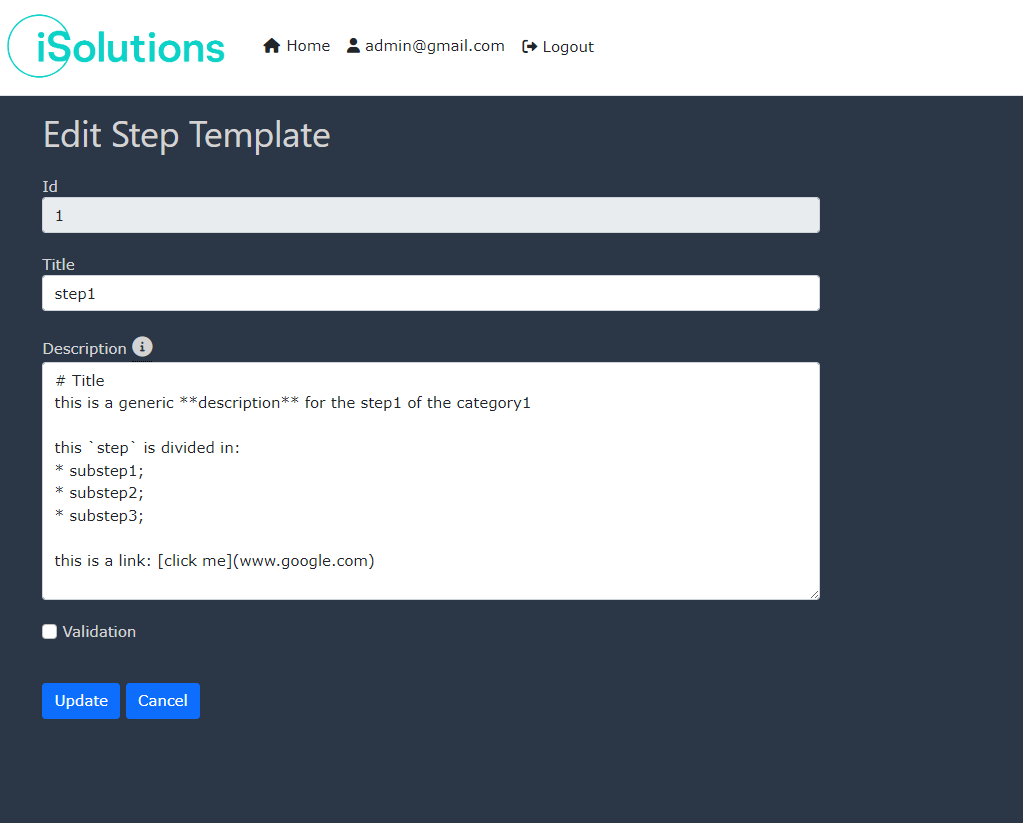 iSolutions
Home admin@gmail.com Logout
Edit Step Template
Id
1
Title
step1
Description
# Title
this is a generic **description** for the step1 of the category1
this `step` is divided in:
* substep1;
* substep2;
* substep3;
this is a link: [click me](www.google.com)
Validation
Update Cancel